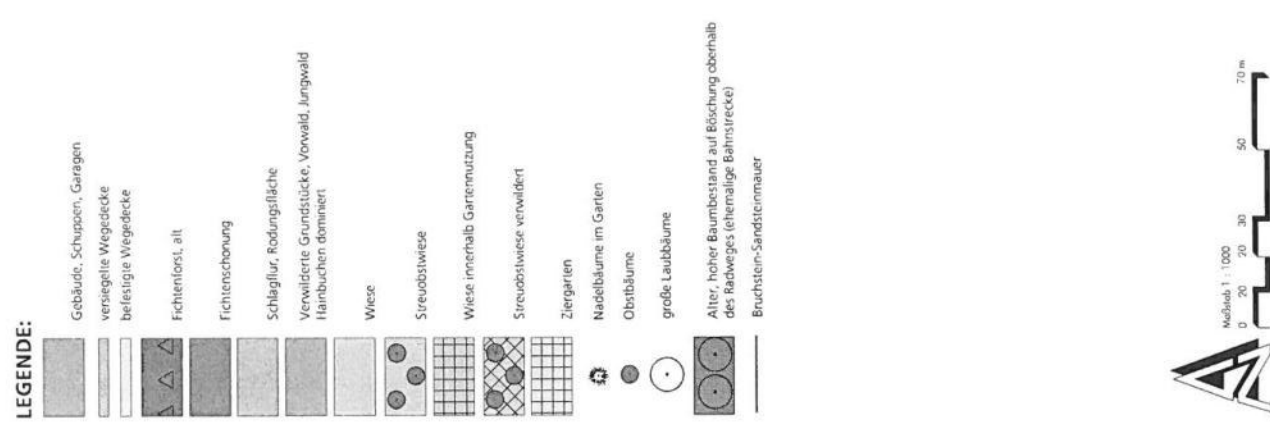 LEGENDE:
Gebäude, Schuppen, Garagen
versiegelte Wegedecke
befestigte Wegedecke
Fichtenforst, alt
Fichtenschonung
Schlagflur, Rodungsfläche
Verwilderte Grundstücke, Vorwald, Jungwald
Hainbuchen dominiert
Wiese
Streuobstwiese
Wiese innerhalb Gartennutzung
Streuobstwiese verwildert
Ziergarten
Nadelbäume im Garten
Obstbäume
große Laubbäume
Alter, hoher Baumbestand auf Böschung oberhalb
des Radweges (ehemalige Bahnstrecke)
Bruchstein-Sandsteinmauer
Maßstab 1 : 1000
0 20 20 30 50 70 m